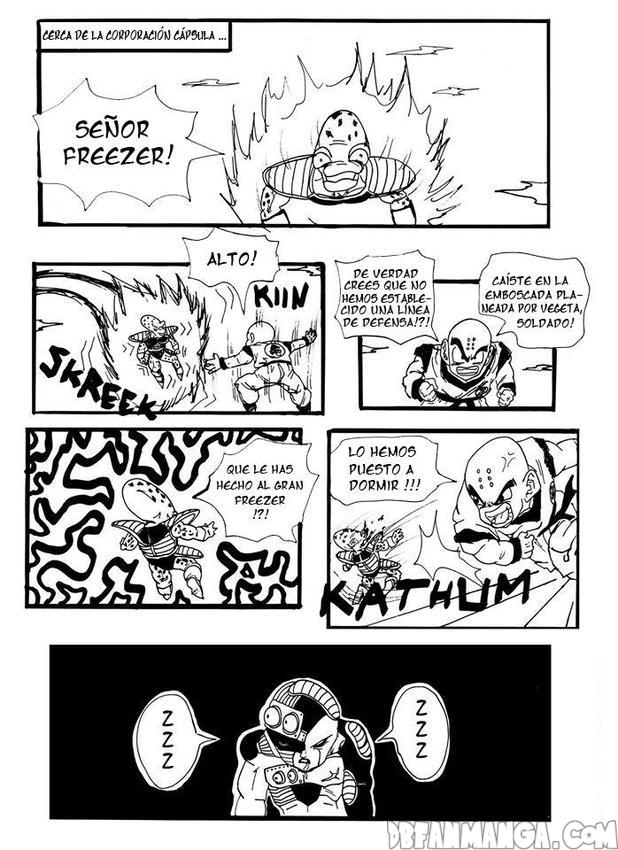 CERCA DE LA CORPORACIÓN CÁPSULA ...
SEÑOR
FREEZER!
ALTO!
KIIN
SKREEK
DE VERDAD
CREES QUE NO
HEMOS ESTABLE-
CIDO UNA LÍNEA
DE DEFENSA!?!
CAÍSTE EN LA
EMBOSCADA PLA-
NEADA POR VEGETA,
SOLDADO!
QUE LE HAS
HECHO AL GRAN
FREEZER
!?!
LO HEMOS
PUESTO A
DORMIR !!!
KATHUM
Z
Z
Z
Z
Z
Z
DBFANMANGA.COM